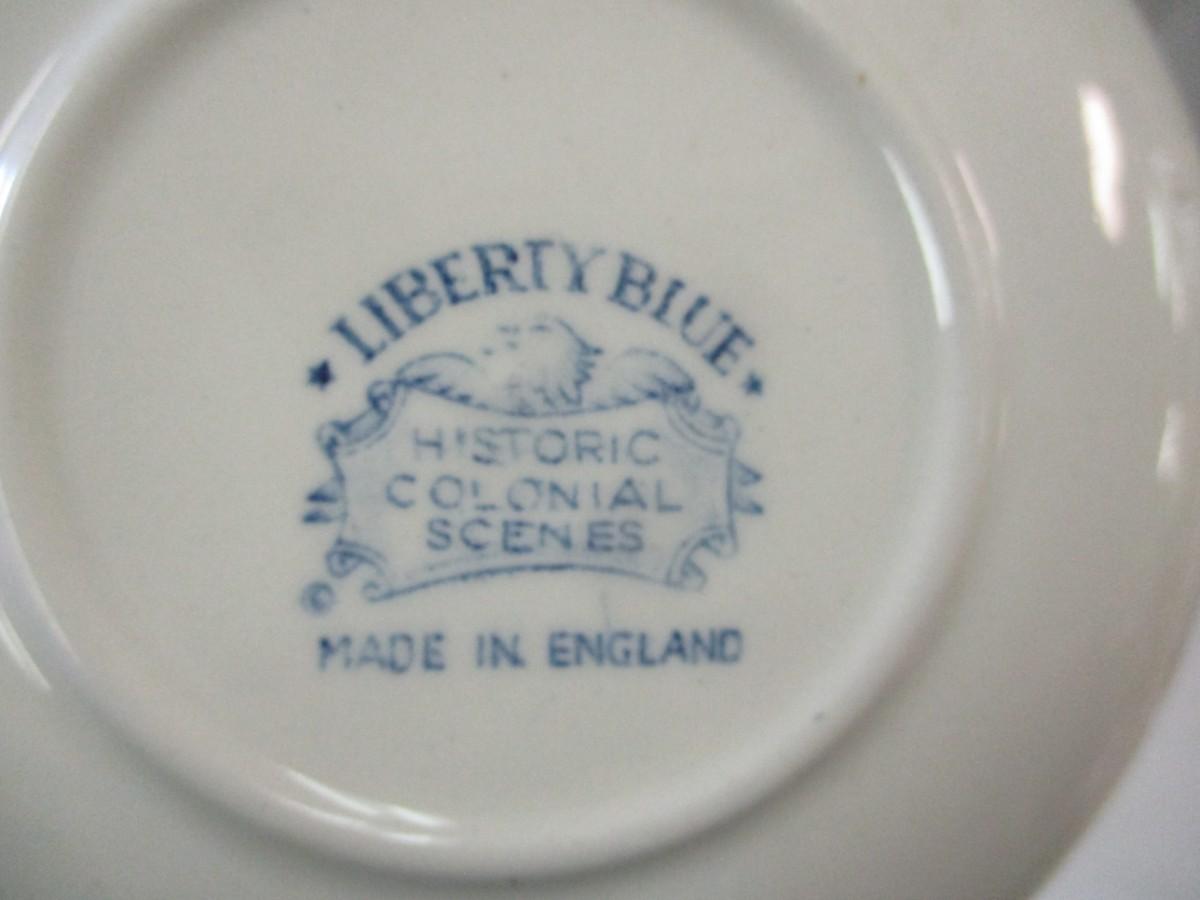 LIBERTY BLUE
HISTORIC
COLONIAL
SCENES
©
MADE IN ENGLAND